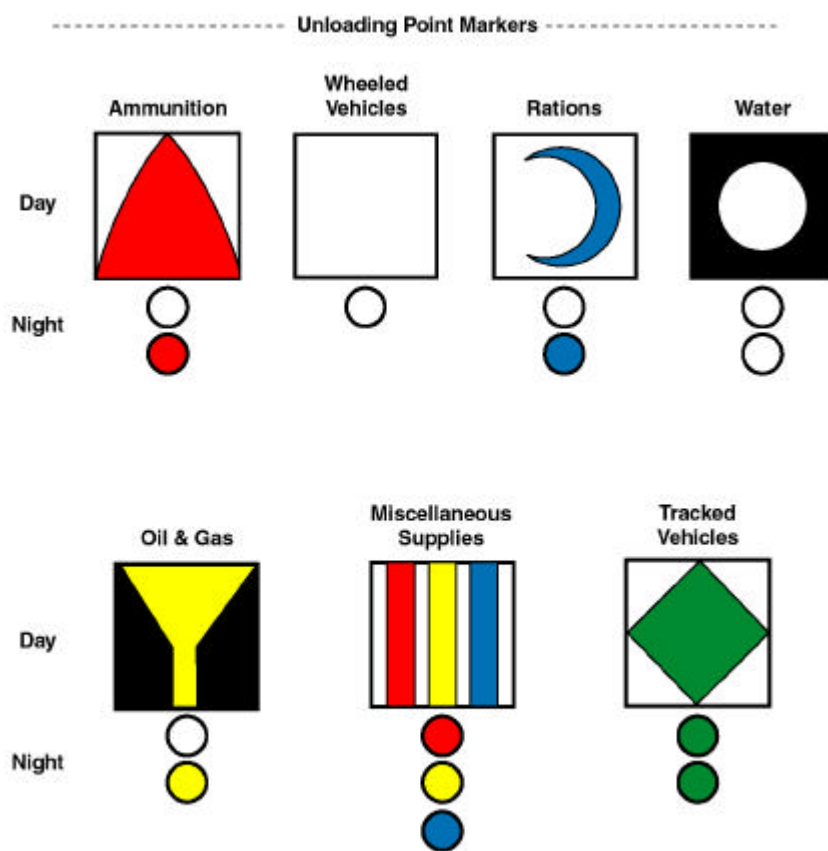 Unloading Point Markers
Ammunition
Wheeled
Vehicles
Rations
Water
Day
Night
Oil & Gas
Miscellaneous
Supplies
Tracked
Vehicles
Day
Night